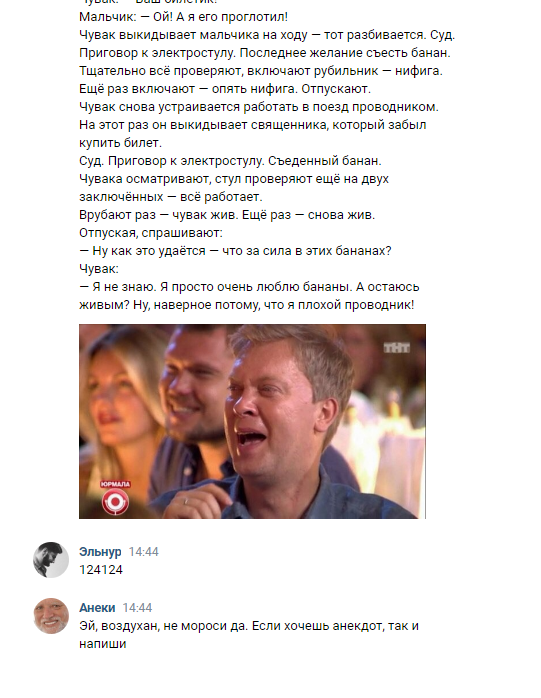 Мальчик: — Ой! А я его проглотил!
Чувак выкидывает мальчика на ходу — тот разбивается. Суд.
Приговор к электростулу. Последнее желание съесть банан.
Тщательно всё проверяют, включают рубильник — нифига.
Ещё раз включают — опять нифига. Отпускают.
Чувак снова устраивается работать в поезд проводником.
На этот раз он выкидывает священника, который забыл
купить билет.
Суд. Приговор к электростулу. Съеденный банан.
Чувака осматривают, стул проверяют ещё на двух
заключённых — всё работает.
Врубают раз — чувак жив. Ещё раз — снова жив.
Отпуская, спрашивают:
— Ну как это удаётся — что за сила в этих бананах?
Чувак:
— Я не знаю. Я просто очень люблю бананы. А остаюсь
живым? Ну, наверное потому, что я плохой проводник!
ТНТ
ЮРМАЛА
Эльнур 14:44
124124
Анеки 14:44
Эй, воздухан, не мороси да. Если хочешь анекдот, так и
напиши